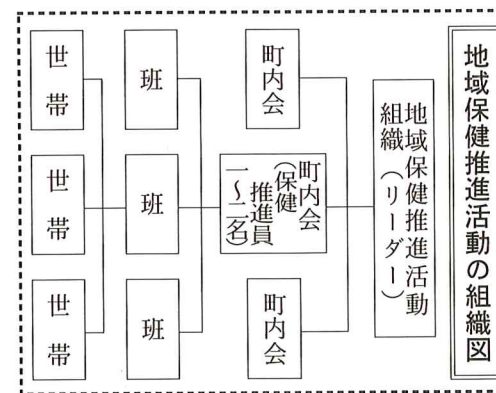 地域保健推進活動の組織図
地域保健推進活動
組織（リーダー）
町内会
町内会
（保健
推進員
一〜二名）
町内会
班
班
班
世帯
世帯
世帯